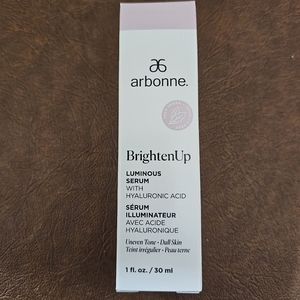 arbonne.
BrightenUp
LUMINOUS
SERUM
WITH
HYALURONIC ACID
SÉRUM
ILLUMINATEUR
AVEC ACIDE
HYALURONIQUE
Uneven Tone • Dull Skin
Teint irrégulier • Peau terne
1 fl. oz. / 30 ml